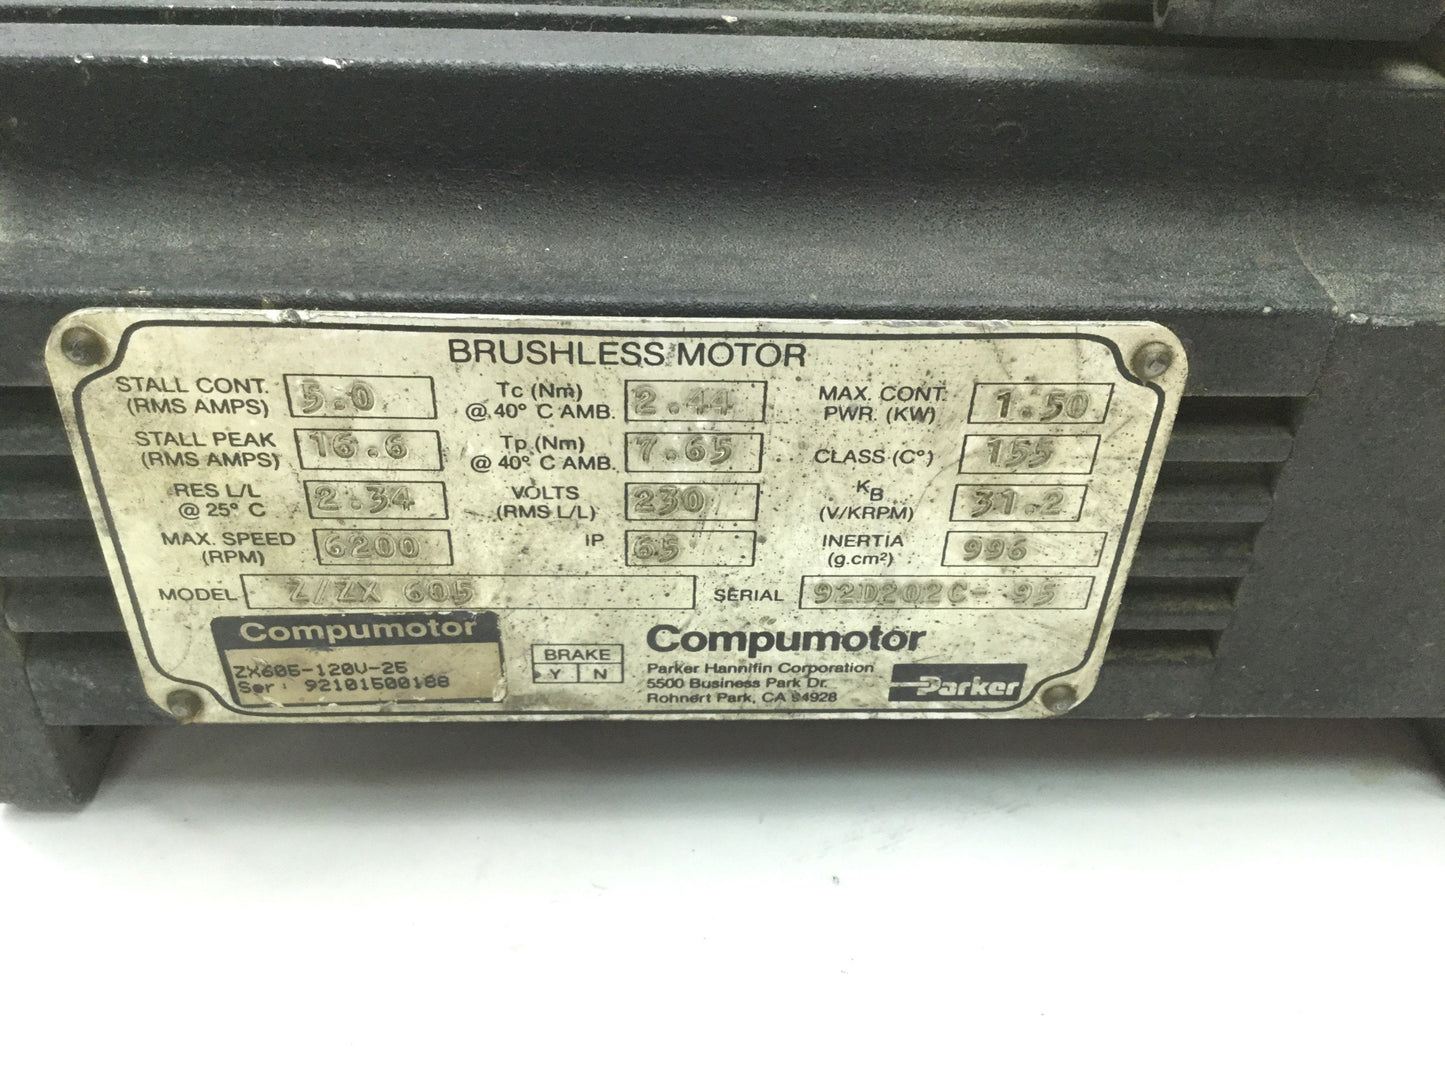 BRUSHLESS MOTOR
STALL CONT. (RMS AMPS) 5.0 Tc (Nm) @ 40° C AMB. 2.44 MAX. CONT. PWR. (KW) 1.50
STALL PEAK (RMS AMPS) 16.6 Tp (Nm) @ 40° C AMB. 7.65 CLASS (C°) 155
RES L/L @ 25° C 2.34 VOLTS (RMS L/L) 230 KB (V/KRPM) 31.2
MAX. SPEED (RPM) 6200 IP 65 INERTIA (g.cm²) 996
MODEL Z/ZX 605 SERIAL 92D202C- 95
Compumotor
ZX605-120V-25
Ser: 92101500188
BRAKE
Y N
Compumotor
Parker Hannifin Corporation
5500 Business Park Dr.
Rohnert Park, CA 94928
Parker